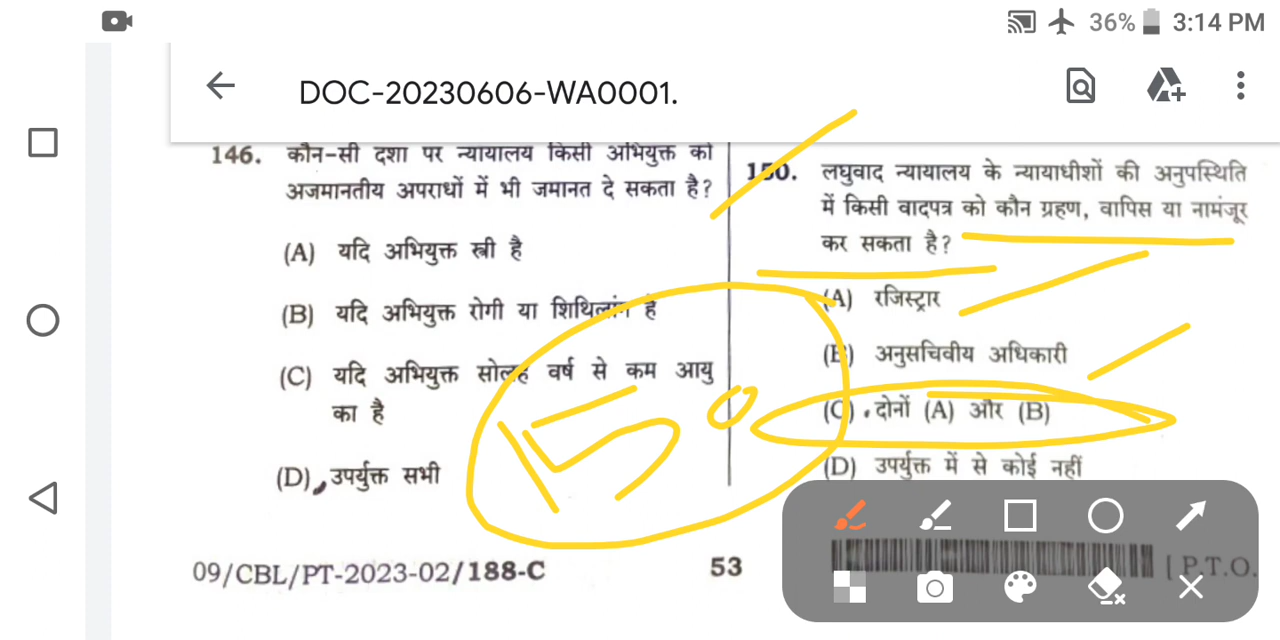 36% 3:14 PM
DOC-20230606-WA0001.
146. कौन-सी दशा पर न्यायालय किसी अभियुक्त को
अजमानतीय अपराधों में भी जमानत दे सकता है?
(A) यदि अभियुक्त स्त्री है
(B) यदि अभियुक्त रोगी या शिथिलांग है
(C) यदि अभियुक्त सोलह वर्ष से कम आयु
का है
(D) उपर्युक्त सभी
150. लघुवाद न्यायालय के न्यायाधीशों की अनुपस्थिति
में किसी वादपत्र को कौन ग्रहण, वापिस या नामंजूर
कर सकता है?
(A) रजिस्ट्रार
(B) अनुसचिवीय अधिकारी
(C) दोनों (A) और (B)
(D) उपर्युक्त में से कोई नहीं
150
09/CBL/PT-2023-02/188-C
53
[ P.T.O.